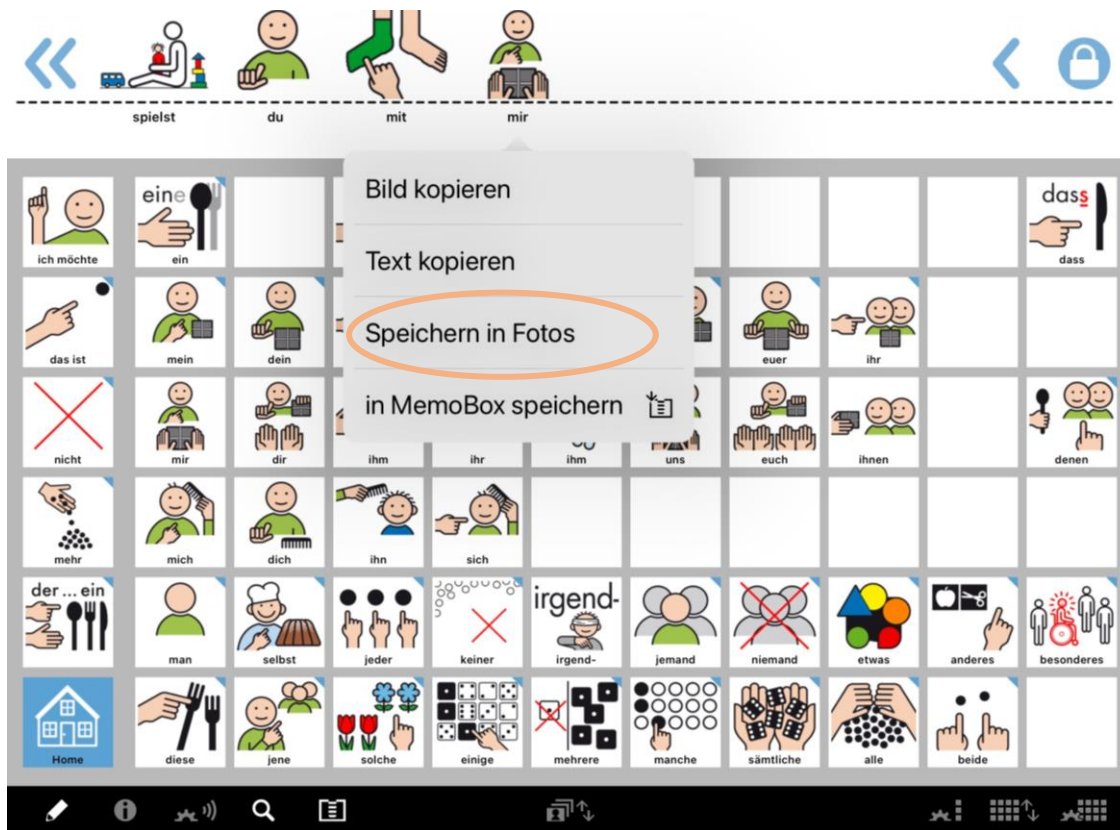 spielst du mit mir
Bild kopieren
Text kopieren
Speichern in Fotos
in MemoBox speichern
eine dass
ich möchte ein dass
das ist mein dein euer ihr
nicht mir dir ihm ihr ihm uns euch ihnen denen
mehr mich dich ihn sich
der ... ein irgend-
man selbst jeder keiner irgend- jemand niemand etwas anderes besonderes
Home diese jene solche einige mehrere manche sämtliche alle beide